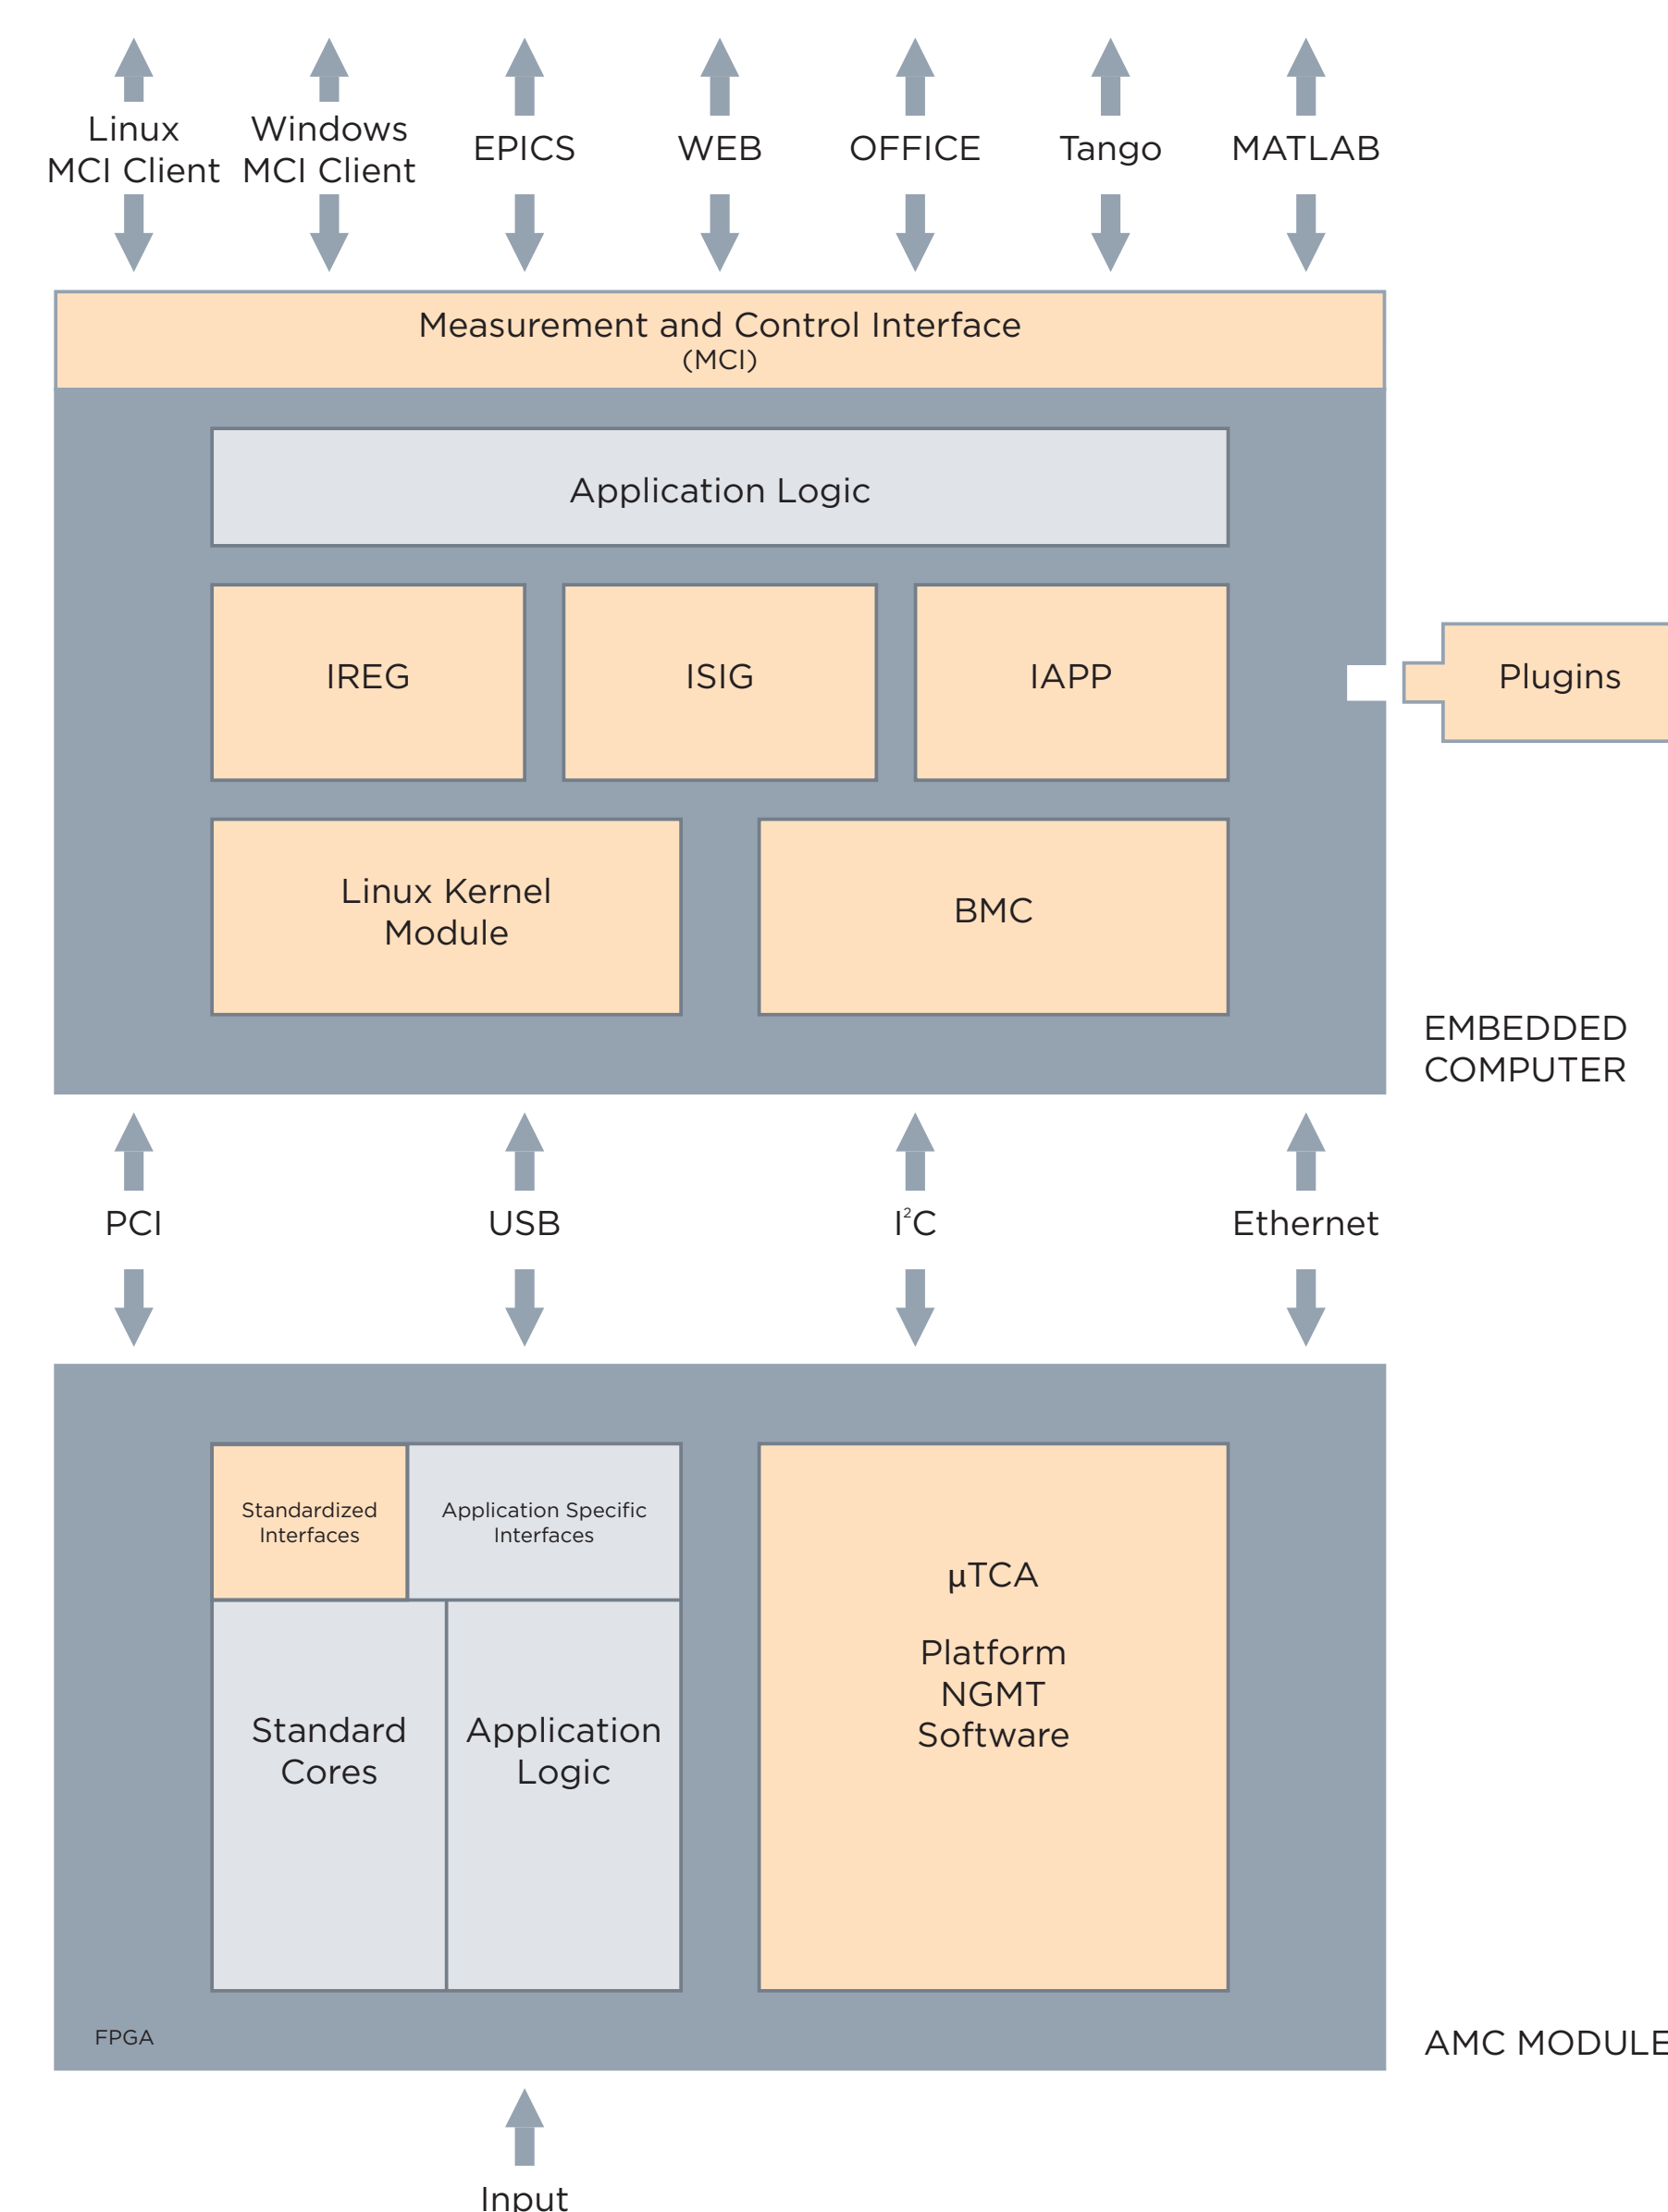 Linux
MCI Client
Windows
MCI Client
EPICS
WEB
OFFICE
Tango
MATLAB
Measurement and Control Interface
(MCI)
Application Logic
IREG
ISIG
IAPP
Plugins
Linux Kernel
Module
BMC
EMBEDDED
COMPUTER
PCI
USB
I²C
Ethernet
Standardized
Interfaces
Application Specific
Interfaces
Standard
Cores
Application
Logic
µTCA
Platform
NGMT
Software
FPGA
AMC MODULE
Input